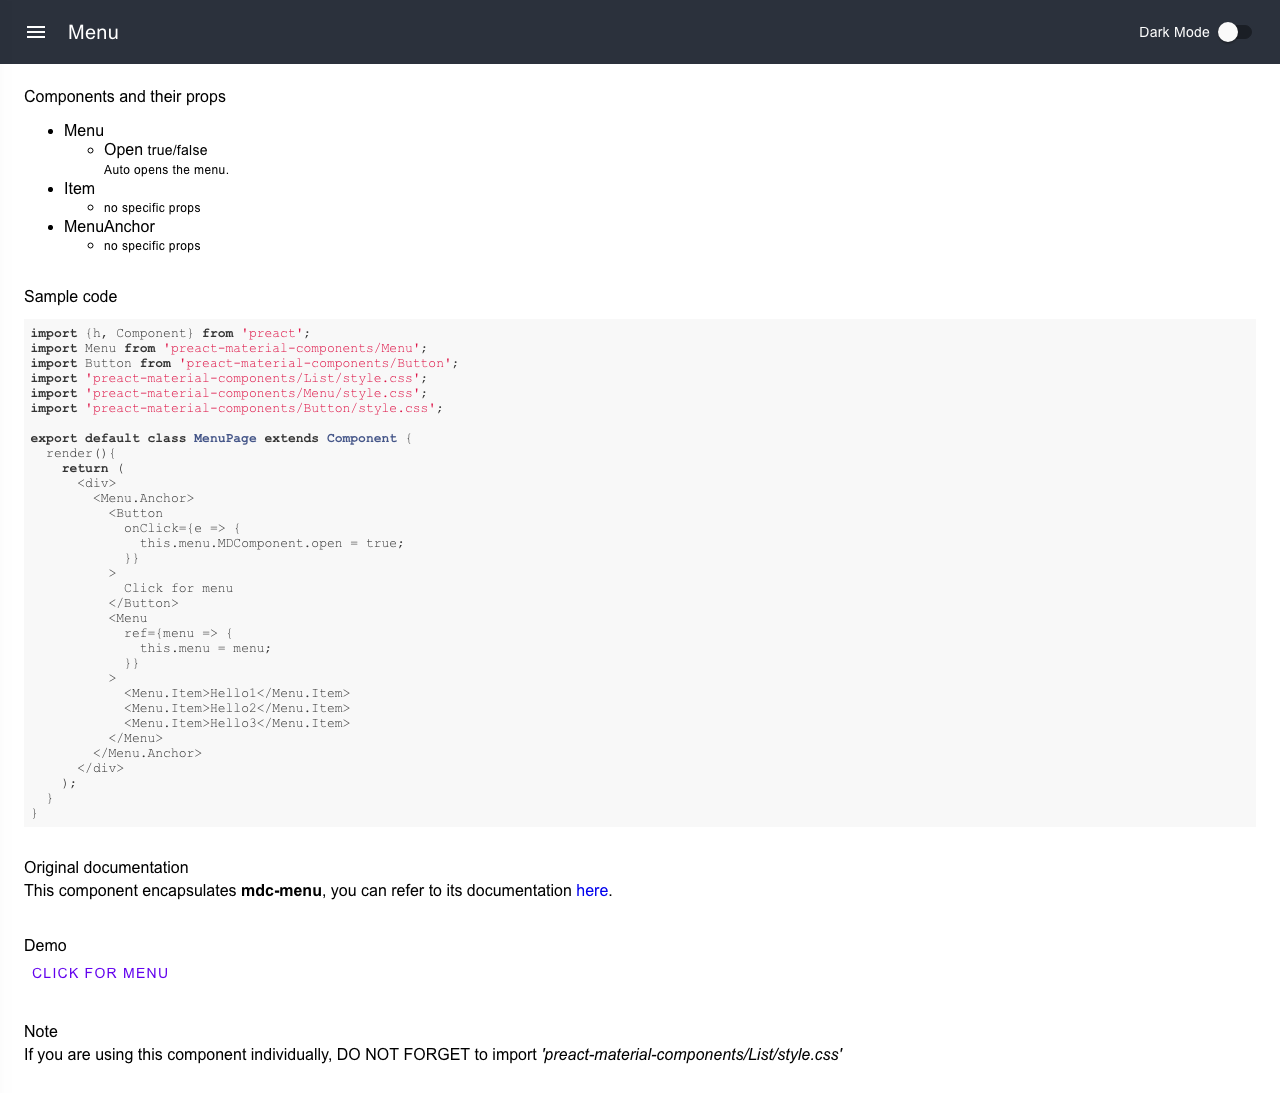 Menu
Dark Mode
Components and their props
Menu
Open true/false
Auto opens the menu.
Item
no specific props
MenuAnchor
no specific props
Sample code
import {h, Component} from 'preact';
import Menu from 'preact-material-components/Menu';
import Button from 'preact-material-components/Button';
import 'preact-material-components/List/style.css';
import 'preact-material-components/Menu/style.css';
import 'preact-material-components/Button/style.css';
export default class MenuPage extends Component {
render(){
return (
<div>
<Menu.Anchor>
<Button
onClick={e => {
this.menu.MDComponent.open = true;
}}
>
Click for menu
</Button>
<Menu
ref={menu => {
this.menu = menu;
}}
>
<Menu.Item>Hello1</Menu.Item>
<Menu.Item>Hello2</Menu.Item>
<Menu.Item>Hello3</Menu.Item>
</Menu>
</Menu.Anchor>
</div>
);
}
}
Original documentation
This component encapsulates mdc-menu, you can refer to its documentation here.
Demo
CLICK FOR MENU
Note
If you are using this component individually, DO NOT FORGET to import 'preact-material-components/List/style.css'